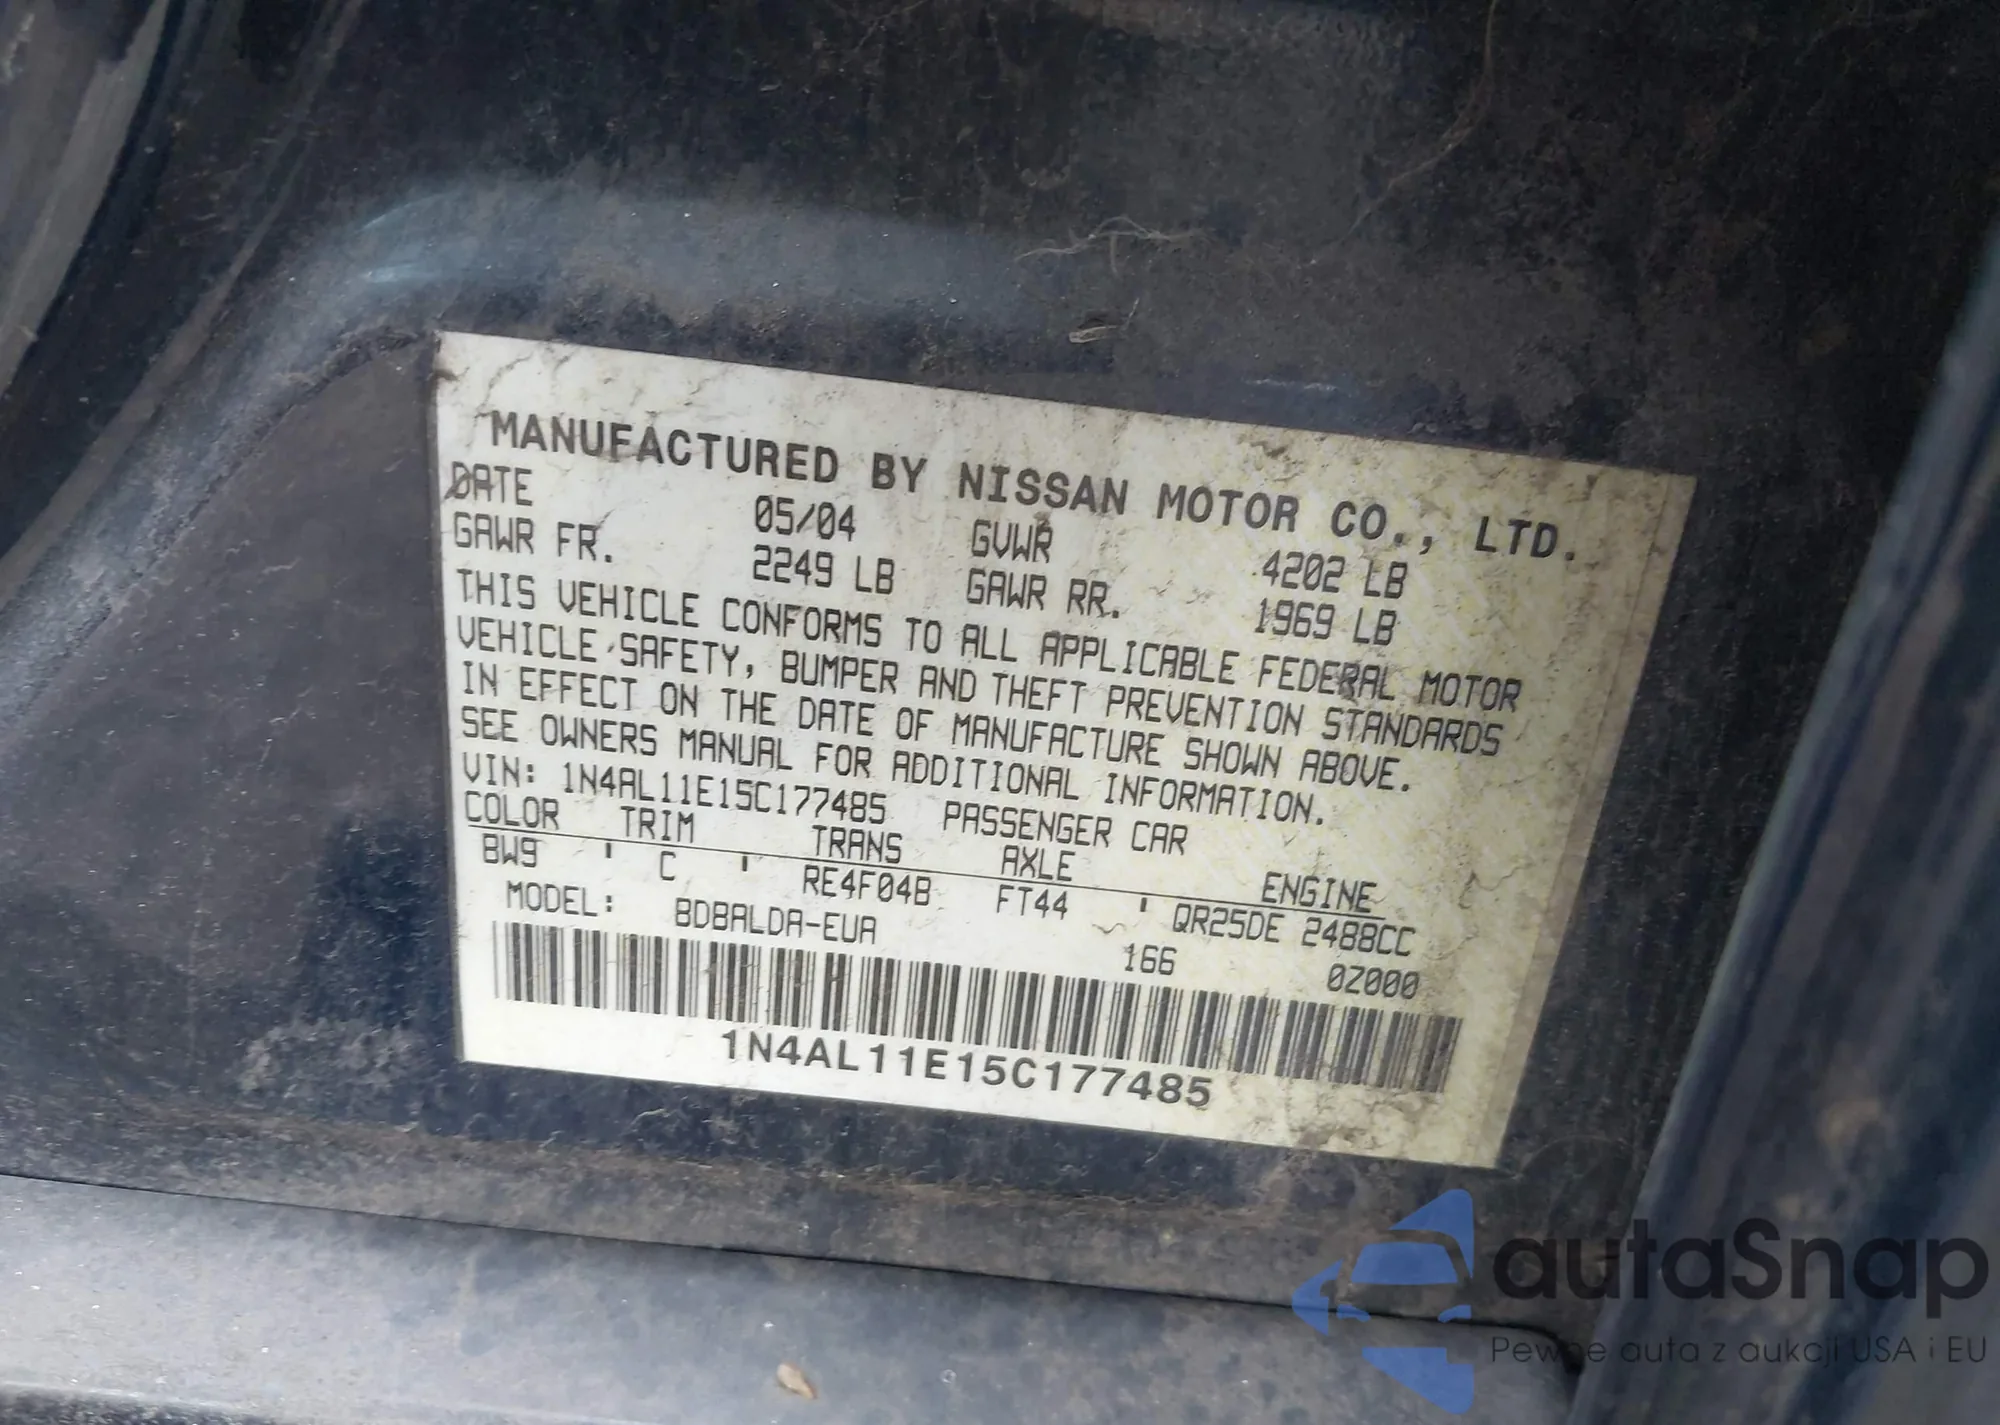 MANUFACTURED BY NISSAN MOTOR CO., LTD.
DATE 05/04 GVWR 4202 LB
GAWR FR. 2249 LB GAWR RR. 1969 LB
THIS VEHICLE CONFORMS TO ALL APPLICABLE FEDERAL MOTOR
VEHICLE SAFETY, BUMPER AND THEFT PREVENTION STANDARDS
IN EFFECT ON THE DATE OF MANUFACTURE SHOWN ABOVE.
SEE OWNERS MANUAL FOR ADDITIONAL INFORMATION.
VIN: 1N4AL11E15C177485 PASSENGER CAR
COLOR TRIM TRANS AXLE ENGINE
BW9 C RE4F04B FT44 QR25DE 2488CC
MODEL: BDBALDA-EUA 166 0Z000
1N4AL11E15C177485
autaSnap
Pewne auta z aukcji USA i EU